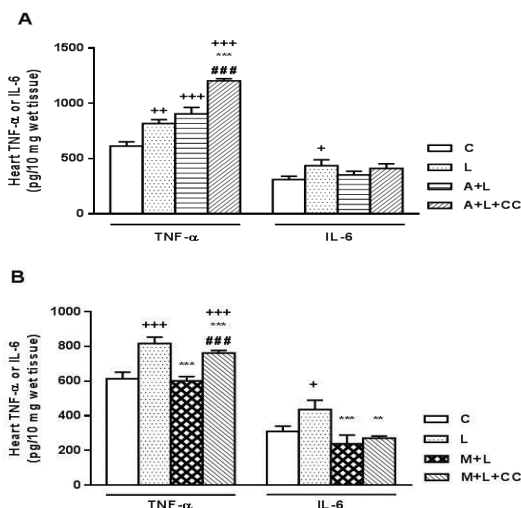 A
Heart TNF-α or IL-6
(pg/10 mg wet tissue)
1500
1000
500
0
++
+++
+++
***
###
+
TNF-α
IL-6
C
L
A+L
A+L+CC
B
Heart TNF-α or IL-6
(pg/10 mg wet tissue)
1000
800
600
400
200
0
+++
***
+++
***
###
+
***
**
TNF-α
IL-6
C
L
M+L
M+L+CC